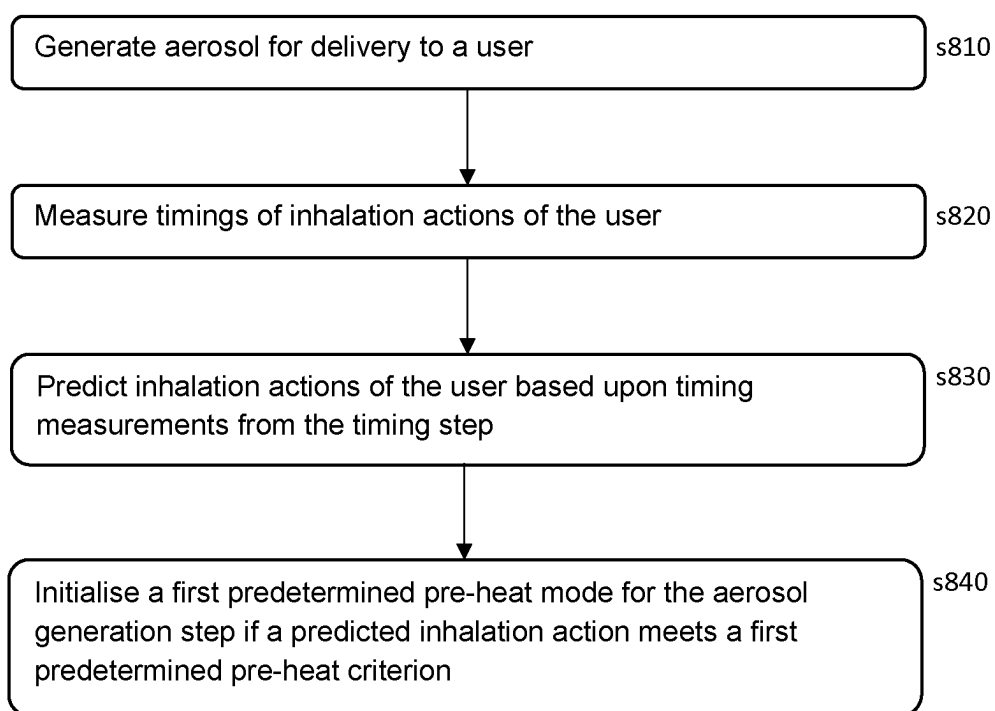 Generate aerosol for delivery to a user
s810
Measure timings of inhalation actions of the user
s820
Predict inhalation actions of the user based upon timing
measurements from the timing step
s830
Initialise a first predetermined pre-heat mode for the aerosol
generation step if a predicted inhalation action meets a first
predetermined pre-heat criterion
s840